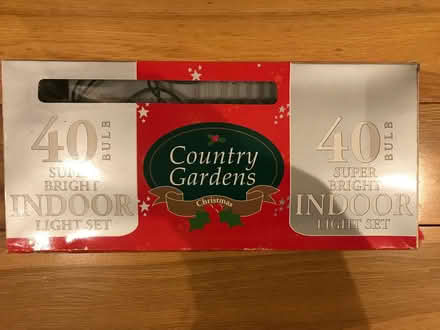 40
BULB
SUPER
BRIGHT
INDOOR
LIGHT SET
Country
Gardens
Christmas
40
BULB
SUPER
BRIGHT
INDOOR
LIGHT SET